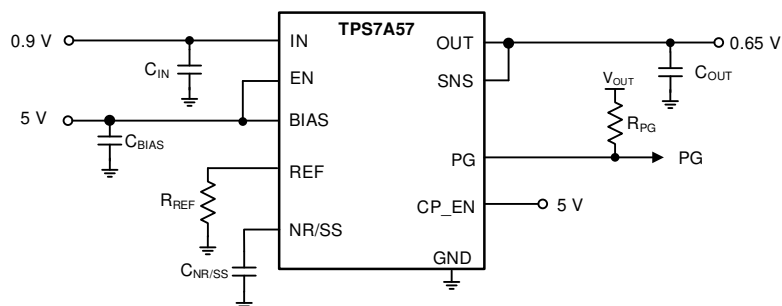 TPS7A57
0.9 V
IN
OUT
0.65 V
C_IN
EN
SNS
V_OUT
C_OUT
5 V
BIAS
R_PG
C_BIAS
REF
PG
PG
R_REF
CP_EN
5 V
NR/SS
C_NR/SS
GND